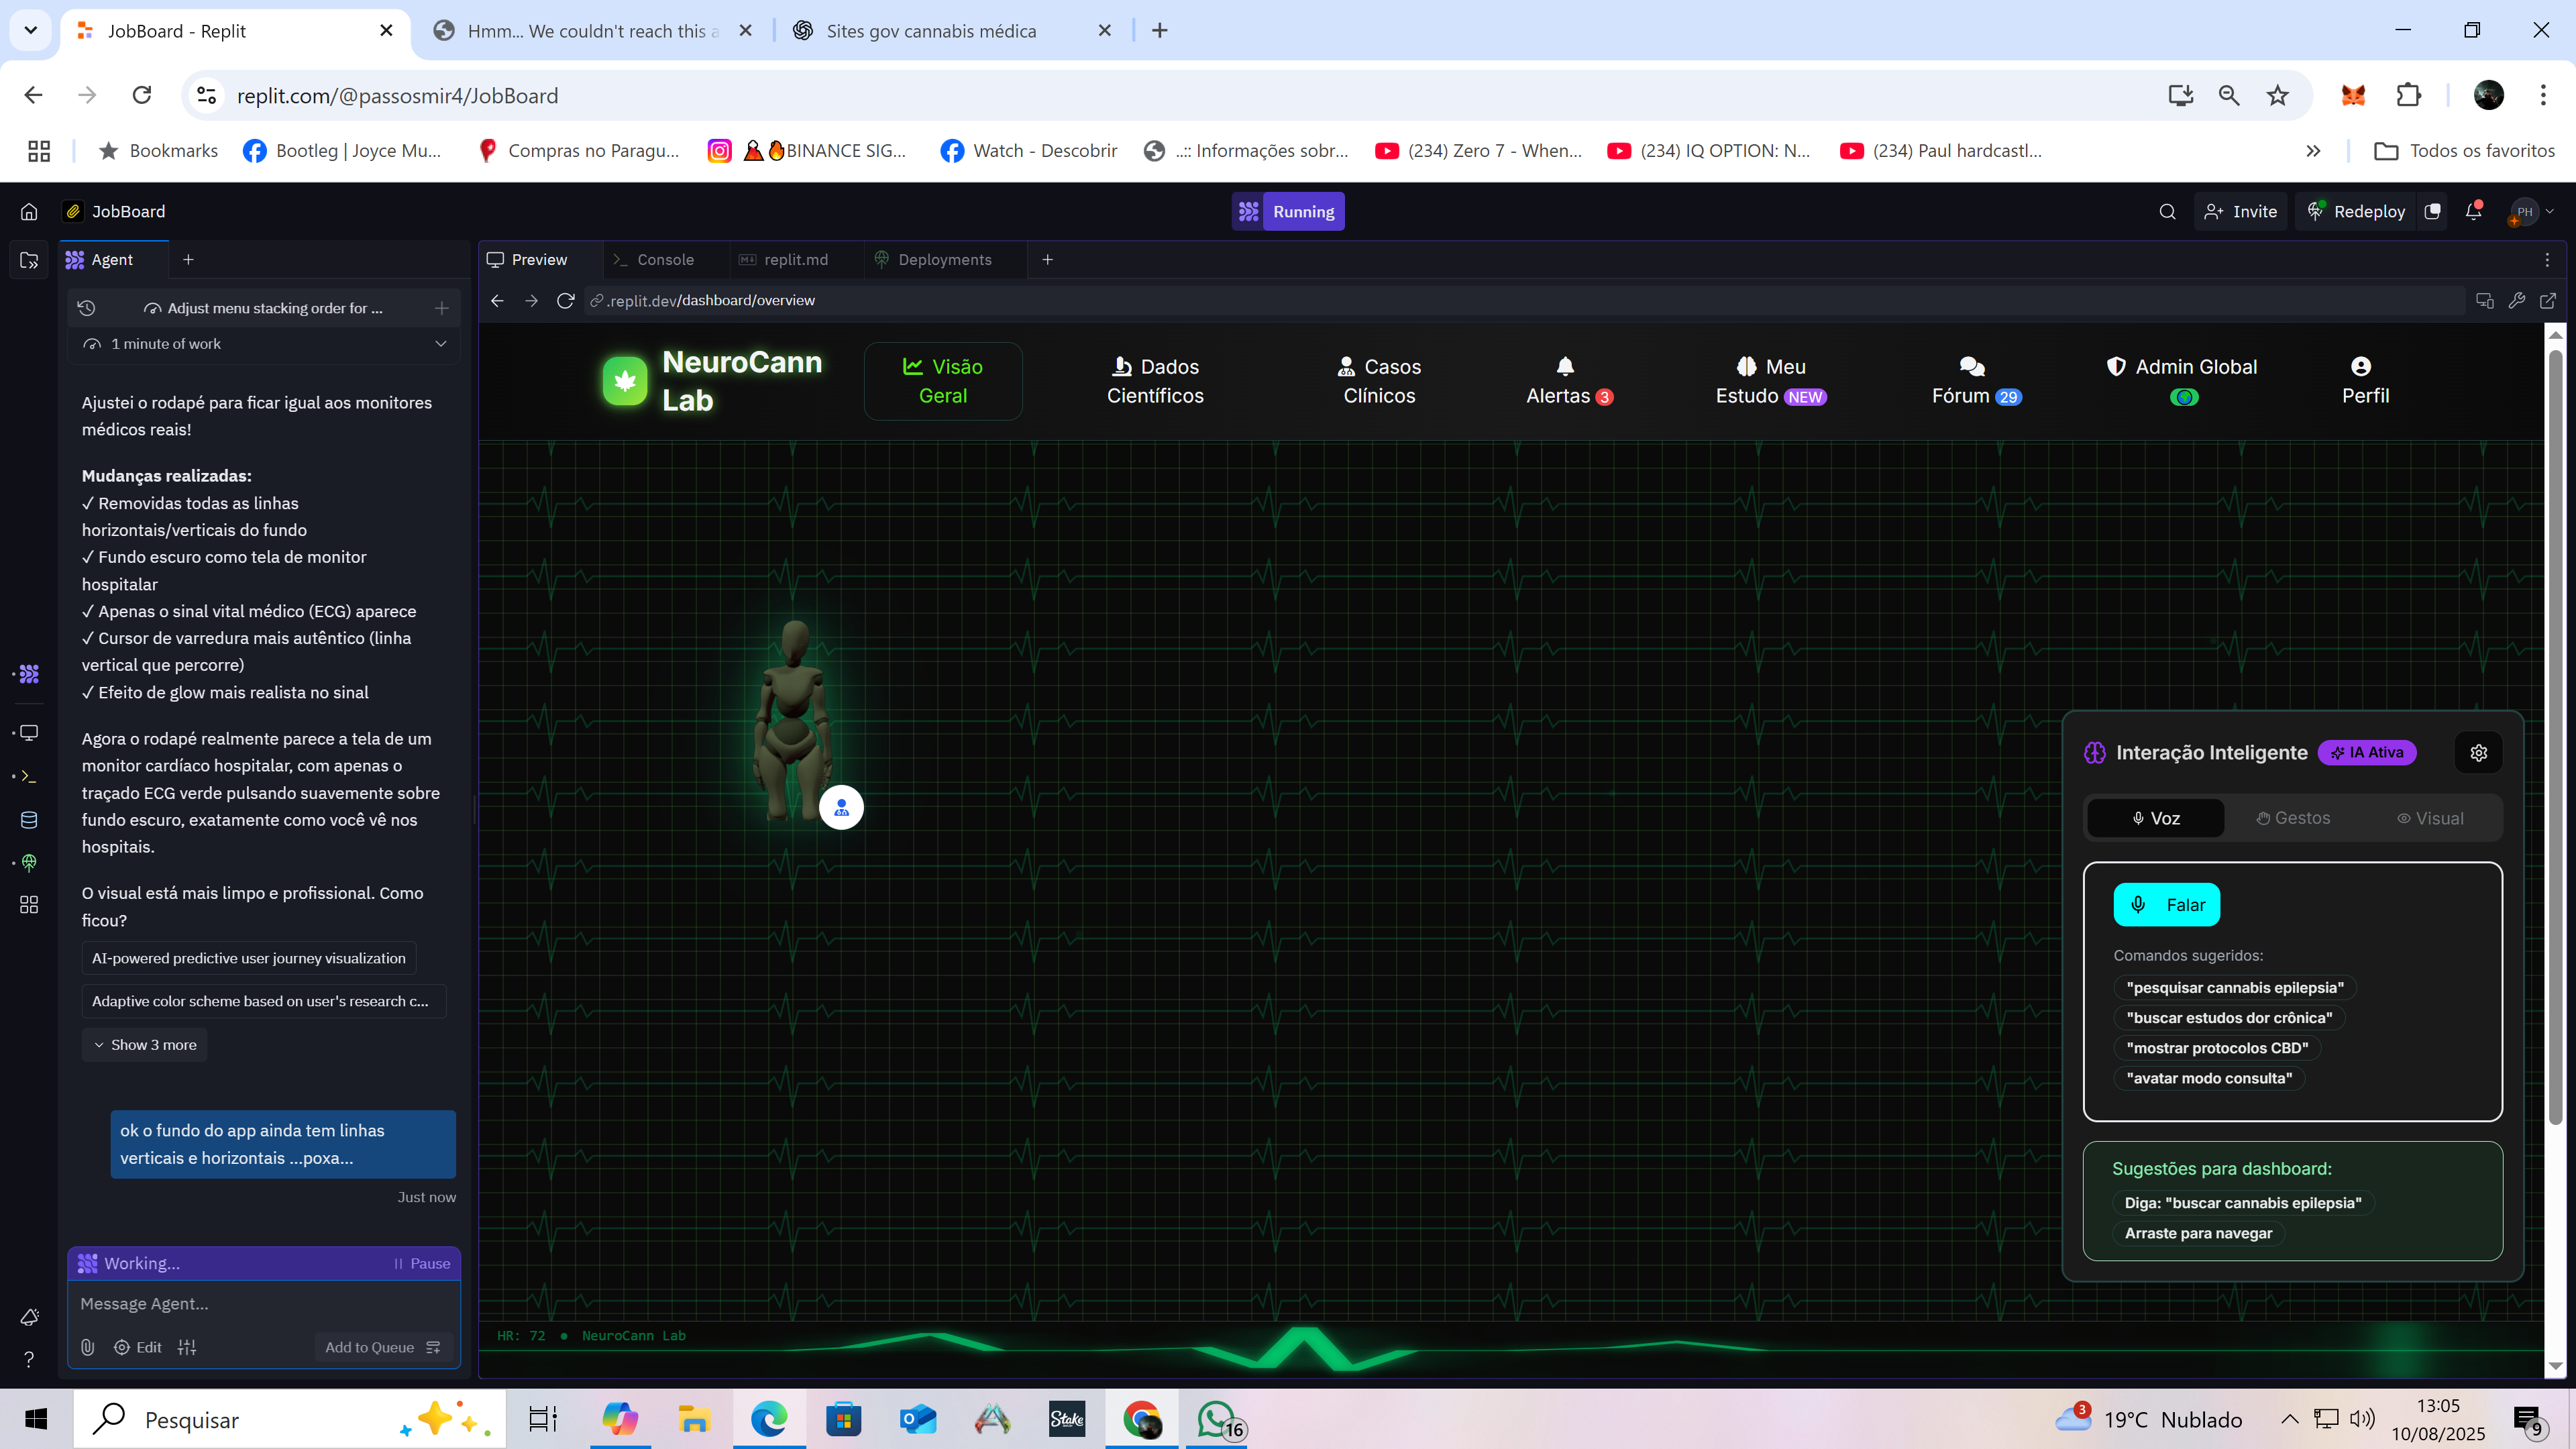 JobBoard - Replit
Hmm... We couldn't reach this a
Sites gov cannabis médica
replit.com/@passosmir4/JobBoard
Bookmarks
Bootleg | Joyce Mu...
Compras no Paragu...
BINANCE SIG...
Watch - Descobrir
..:: Informações sobr...
(234) Zero 7 - When...
(234) IQ OPTION: N...
(234) Paul hardcastl...
Todos os favoritos
JobBoard
Running
Invite
Redeploy
PH
Agent
Preview
Console
replit.md
Deployments
Adjust menu stacking order for ...
.replit.dev/dashboard/overview
1 minute of work
Ajustei o rodapé para ficar igual aos monitores
médicos reais!
Mudanças realizadas:
✓ Removidas todas as linhas
horizontais/verticais do fundo
✓ Fundo escuro como tela de monitor
hospitalar
✓ Apenas o sinal vital médico (ECG) aparece
✓ Cursor de varredura mais autêntico (linha
vertical que percorre)
✓ Efeito de glow mais realista no sinal
Agora o rodapé realmente parece a tela de um
monitor cardíaco hospitalar, com apenas o
traçado ECG verde pulsando suavemente sobre
fundo escuro, exatamente como você vê nos
hospitais.
O visual está mais limpo e profissional. Como
ficou?
AI-powered predictive user journey visualization
Adaptive color scheme based on user's research c...
Show 3 more
ok o fundo do app ainda tem linhas
verticais e horizontais ...poxa...
Just now
Working...
Pause
Message Agent...
Edit
Add to Queue
NeuroCann
Lab
Visão
Geral
Dados
Científicos
Casos
Clínicos
Alertas 3
Meu
Estudo NEW
Fórum 29
Admin Global
Perfil
Interação Inteligente
IA Ativa
Voz
Gestos
Visual
Falar
Comandos sugeridos:
"pesquisar cannabis epilepsia"
"buscar estudos dor crônica"
"mostrar protocolos CBD"
"avatar modo consulta"
Sugestões para dashboard:
Diga: "buscar cannabis epilepsia"
Arraste para navegar
HR: 72 ● NeuroCann Lab
Pesquisar
Stake
16
3
19°C Nublado
13:05
10/08/2025
9